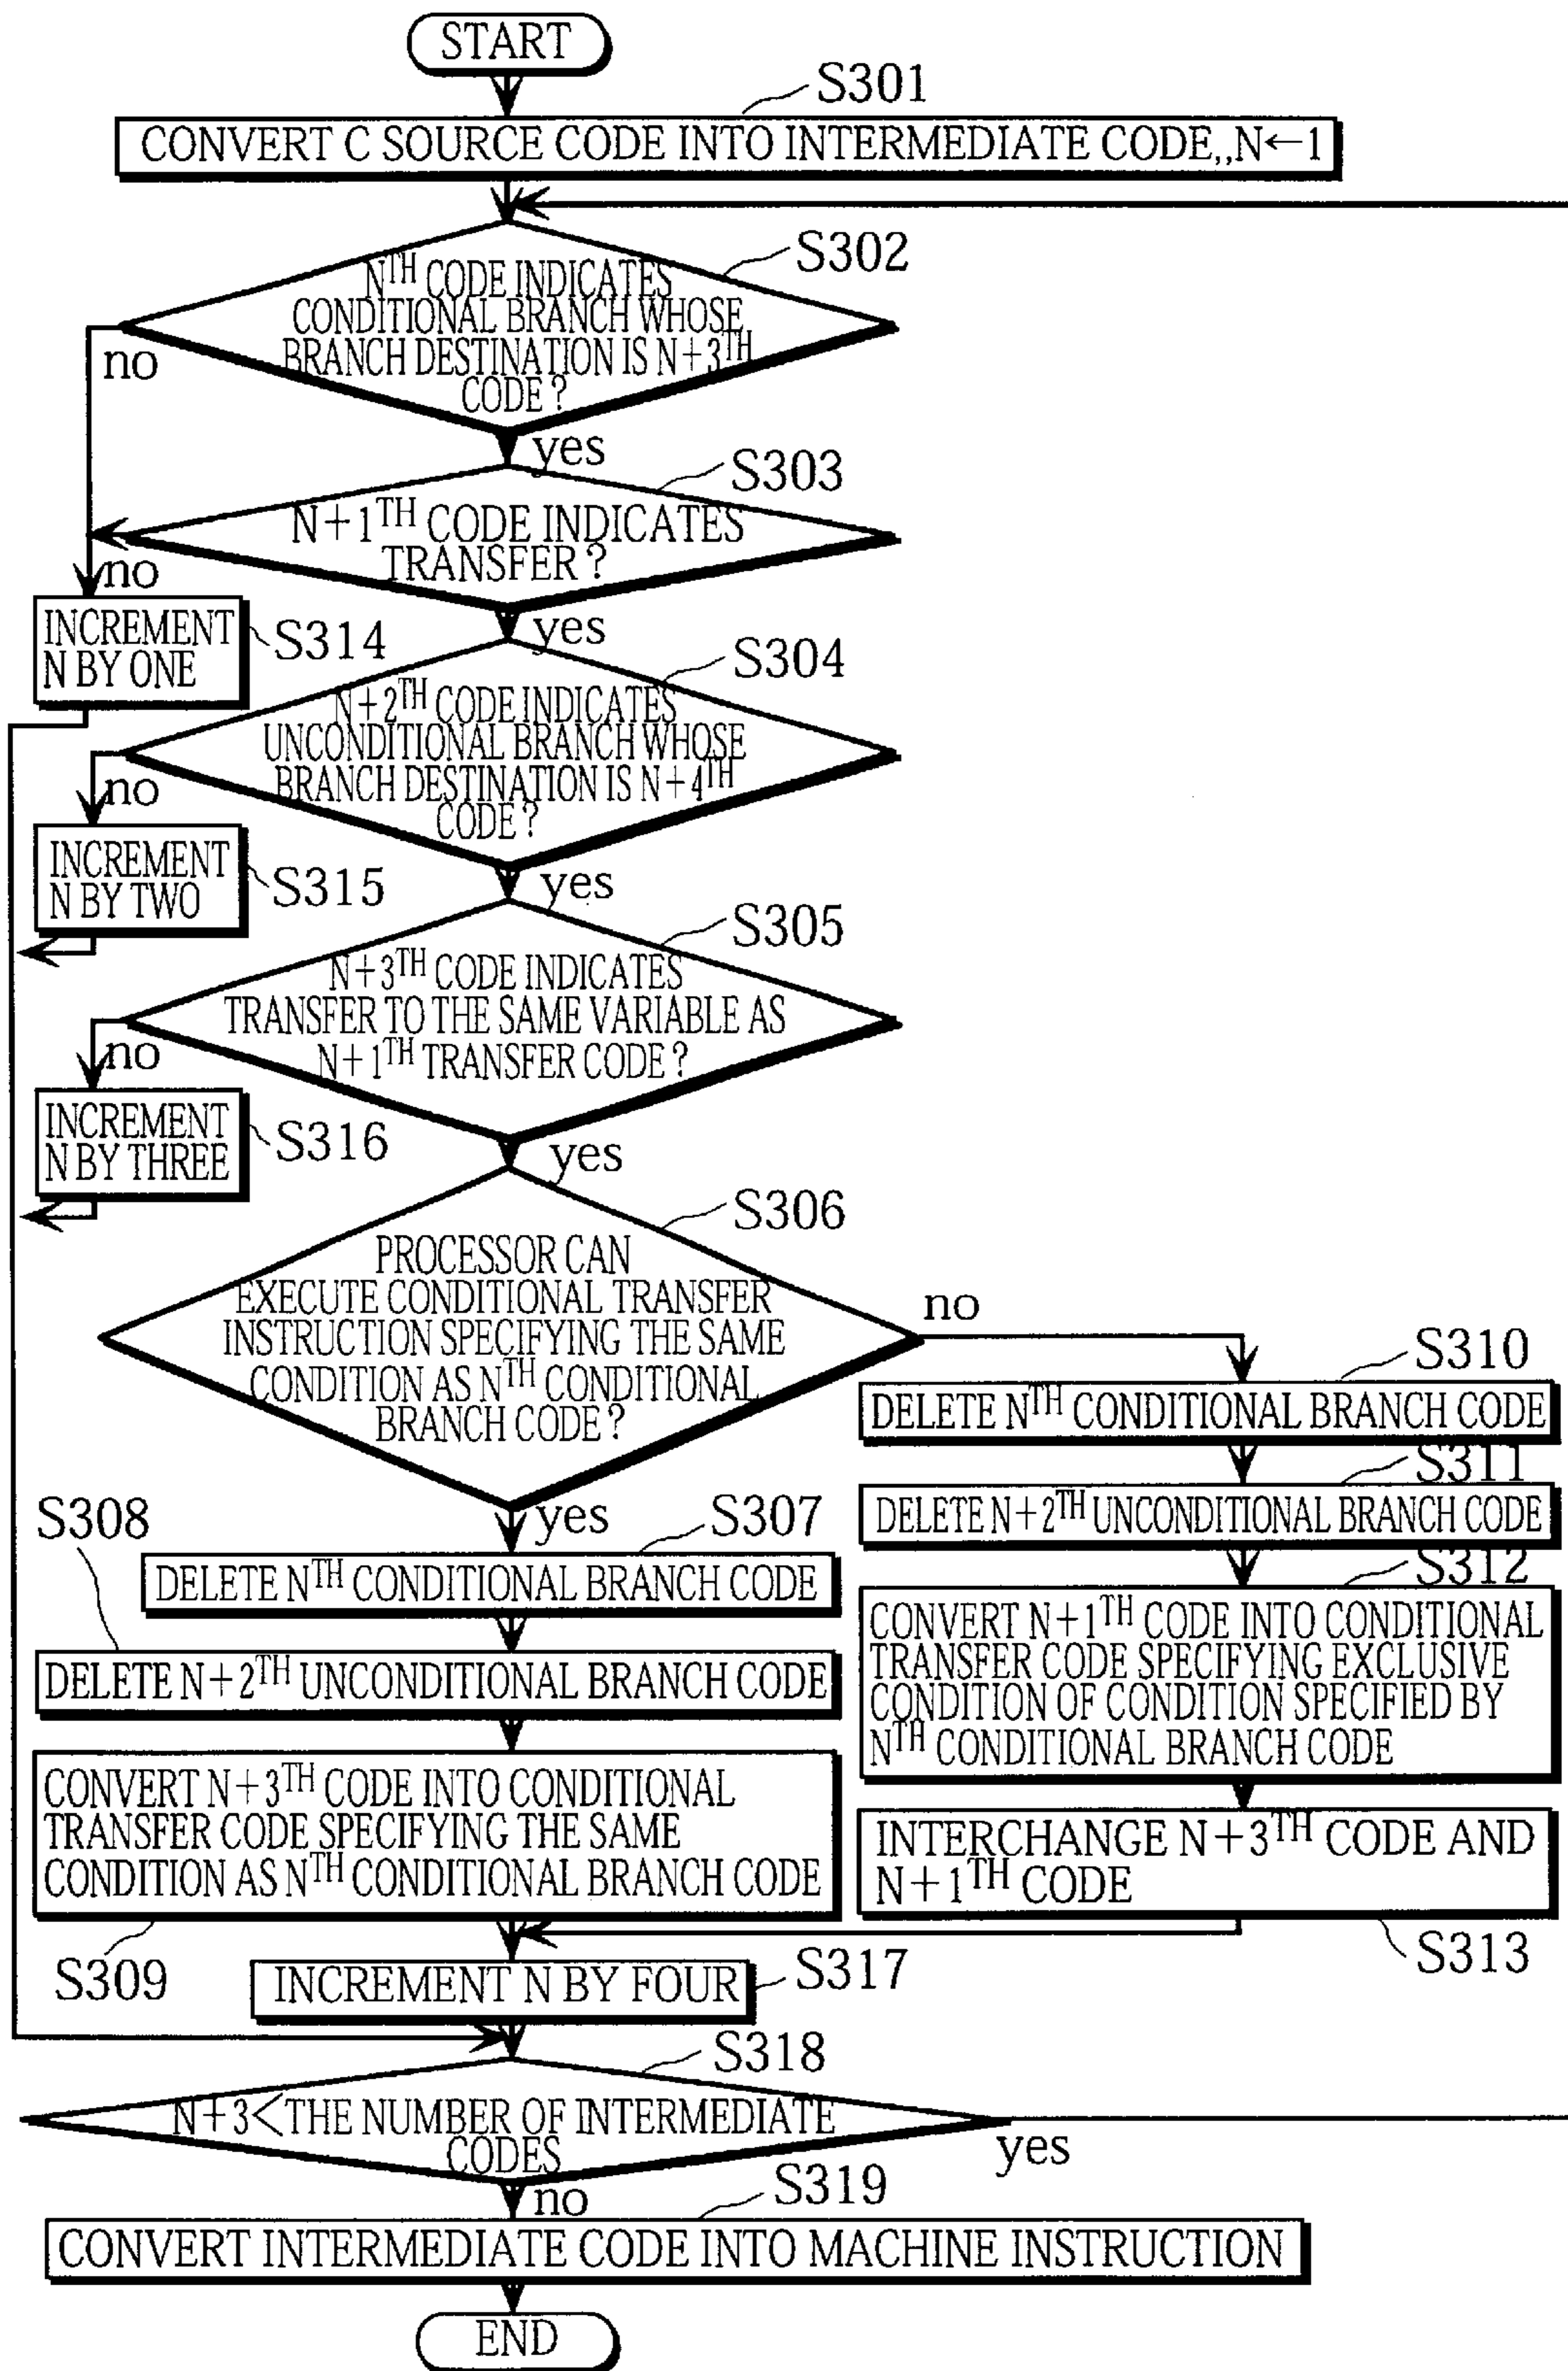 START
S301
CONVERT C SOURCE CODE INTO INTERMEDIATE CODE,,N←1
S302
NTH CODE INDICATES
CONDITIONAL BRANCH WHOSE
BRANCH DESTINATION IS N+3TH
CODE?
no
yes
S303
N+1TH CODE INDICATES
TRANSFER?
no
yes
INCREMENT
N BY ONE
S314
S304
N+2TH CODE INDICATES
UNCONDITIONAL BRANCH WHOSE
BRANCH DESTINATION IS N+4TH
CODE?
no
yes
INCREMENT
N BY TWO
S315
S305
N+3TH CODE INDICATES
TRANSFER TO THE SAME VARIABLE AS
N+1TH TRANSFER CODE?
no
yes
INCREMENT
N BY THREE
S316
S306
PROCESSOR CAN
EXECUTE CONDITIONAL TRANSFER
INSTRUCTION SPECIFYING THE SAME
CONDITION AS NTH CONDITIONAL
BRANCH CODE?
no
yes
S310
DELETE NTH CONDITIONAL BRANCH CODE
S311
DELETE N+2TH UNCONDITIONAL BRANCH CODE
S312
CONVERT N+1TH CODE INTO CONDITIONAL
TRANSFER CODE SPECIFYING EXCLUSIVE
CONDITION OF CONDITION SPECIFIED BY
NTH CONDITIONAL BRANCH CODE
INTERCHANGE N+3TH CODE AND
N+1TH CODE
S313
S307
DELETE NTH CONDITIONAL BRANCH CODE
S308
DELETE N+2TH UNCONDITIONAL BRANCH CODE
CONVERT N+3TH CODE INTO CONDITIONAL
TRANSFER CODE SPECIFYING THE SAME
CONDITION AS NTH CONDITIONAL BRANCH CODE
S309
INCREMENT N BY FOUR
S317
S318
N+3<THE NUMBER OF INTERMEDIATE
CODES
yes
no
S319
CONVERT INTERMEDIATE CODE INTO MACHINE INSTRUCTION
END